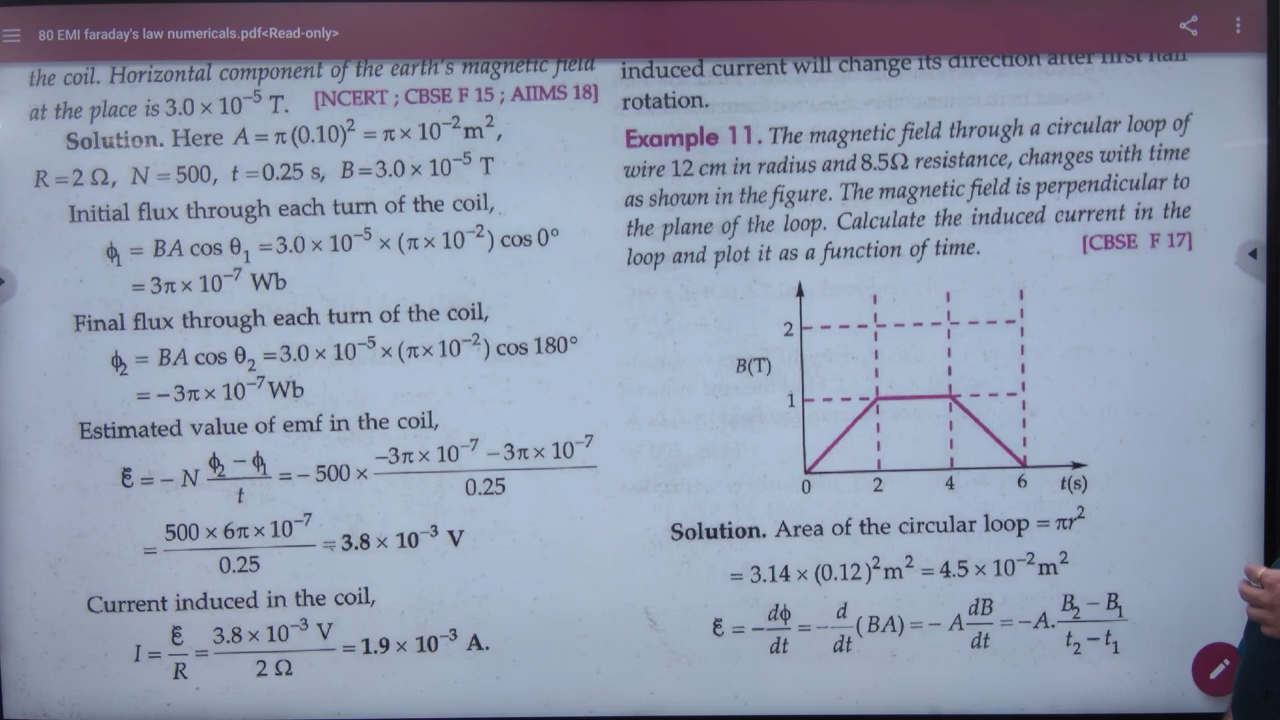 80 EMI faraday's law numericals.pdf<Read-only>
the coil. Horizontal component of the earth's magnetic field
at the place is 3.0 × 10⁻⁵ T. [NCERT ; CBSE F 15 ; AIIMS 18]
Solution. Here A = π (0.10)² = π × 10⁻² m²,
R = 2 Ω, N = 500, t = 0.25 s, B = 3.0 × 10⁻⁵ T
Initial flux through each turn of the coil,
ϕ₁ = BA cos θ₁ = 3.0 × 10⁻⁵ × (π × 10⁻²) cos 0°
= 3π × 10⁻⁷ Wb
Final flux through each turn of the coil,
ϕ₂ = BA cos θ₂ = 3.0 × 10⁻⁵ × (π × 10⁻²) cos 180°
= − 3π × 10⁻⁷ Wb
Estimated value of emf in the coil,
ℰ = − N (ϕ₂ − ϕ₁)/t = − 500 × (−3π × 10⁻⁷ − 3π × 10⁻⁷)/0.25
= (500 × 6π × 10⁻⁷)/0.25 = 3.8 × 10⁻³ V
Current induced in the coil,
I = ℰ/R = (3.8 × 10⁻³ V)/(2 Ω) = 1.9 × 10⁻³ A.
induced current will change its direction after first half
rotation.
Example 11. The magnetic field through a circular loop of
wire 12 cm in radius and 8.5Ω resistance, changes with time
as shown in the figure. The magnetic field is perpendicular to
the plane of the loop. Calculate the induced current in the
loop and plot it as a function of time. [CBSE F 17]
2
B(T)
1
0 2 4 6 t(s)
Solution. Area of the circular loop = πr²
= 3.14 × (0.12)² m² = 4.5 × 10⁻² m²
ℰ = − dϕ/dt = − d/dt (BA) = − A dB/dt = −A. (B₂ − B₁)/(t₂ − t₁)